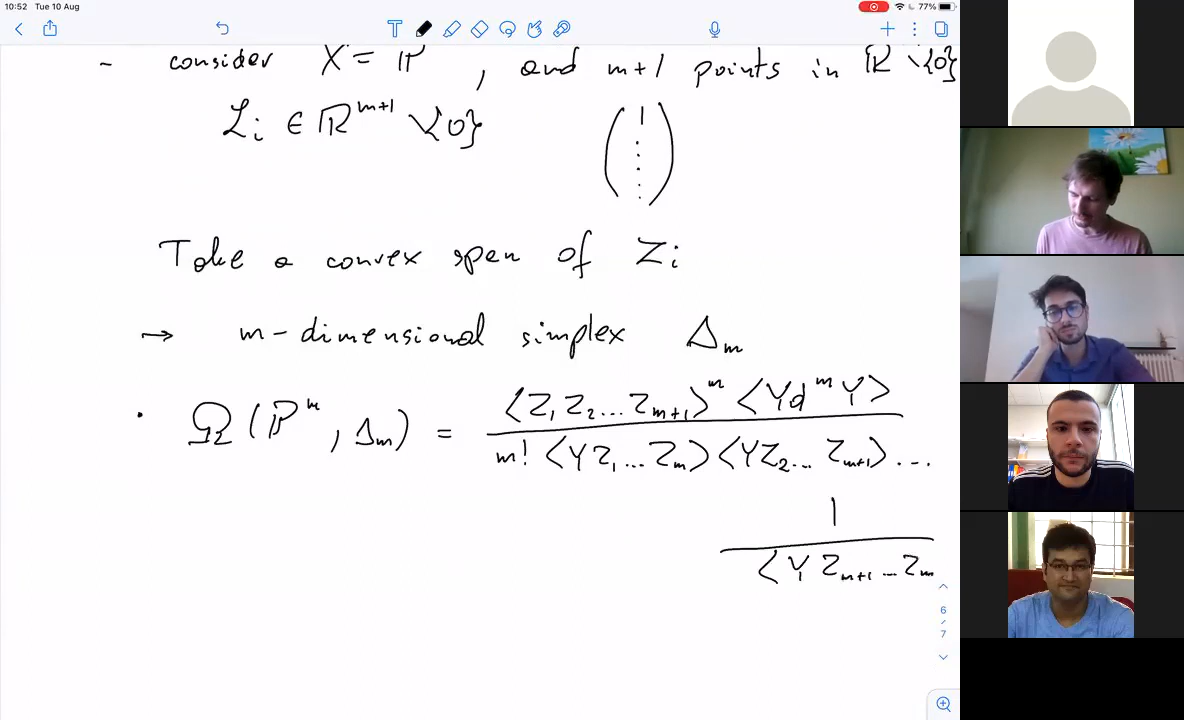 10:52 Tue 10 Aug
77%
T
- consider X = ℙ , and m+1 points in ℝ \{0}
Z_i ∈ ℝ^{m+1} \{0} ( 1 ⋮ )
Take a convex span of Z_i
→ m-dimensional simplex Δ_m
· Ω(ℙ^m, Δ_m) = ⟨Z_1 Z_2 ... Z_{m+1}⟩^m ⟨Y d^m Y⟩ / m! ⟨Y Z_1 ... Z_m⟩ ⟨Y Z_2 ... Z_{m+1}⟩ ...
1 / ⟨Y Z_{m+1} ... Z_m
6 / 7